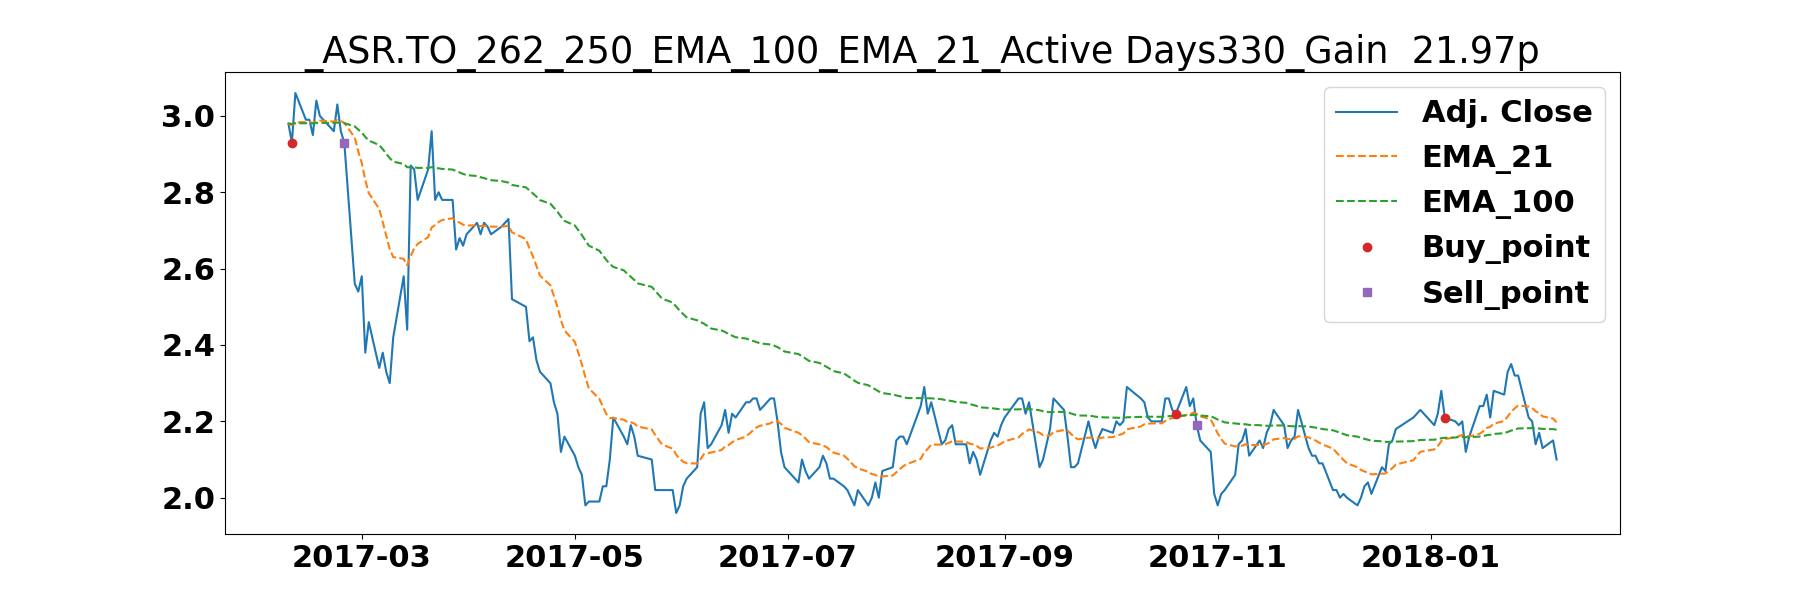 _ASR.TO_262_250_EMA_100_EMA_21_Active Days330_Gain  21.97p
3.0
2.8
2.6
2.4
2.2
2.0
2017-03
2017-05
2017-07
2017-09
2017-11
2018-01
Adj. Close
EMA_21
EMA_100
Buy_point
Sell_point